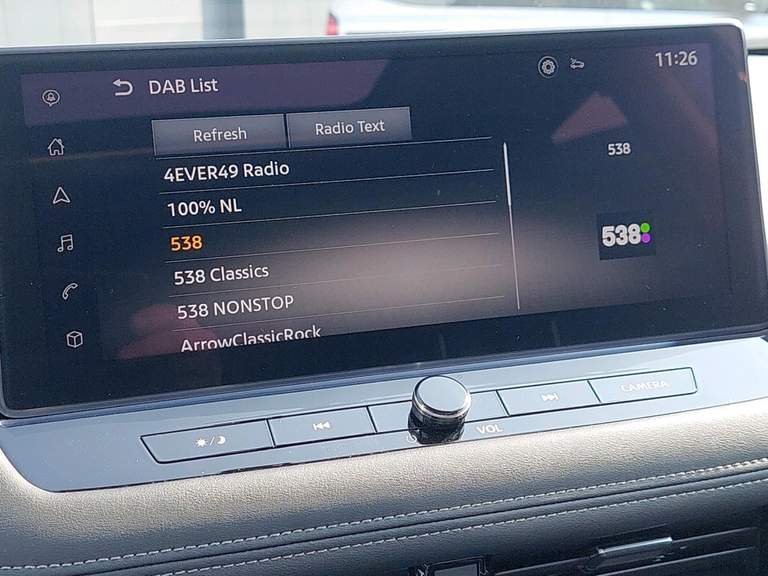 DAB List
11:26
Refresh
Radio Text
4EVER49 Radio
100% NL
538
538 Classics
538 NONSTOP
ArrowClassicRock
538
538
VOL
CAMERA